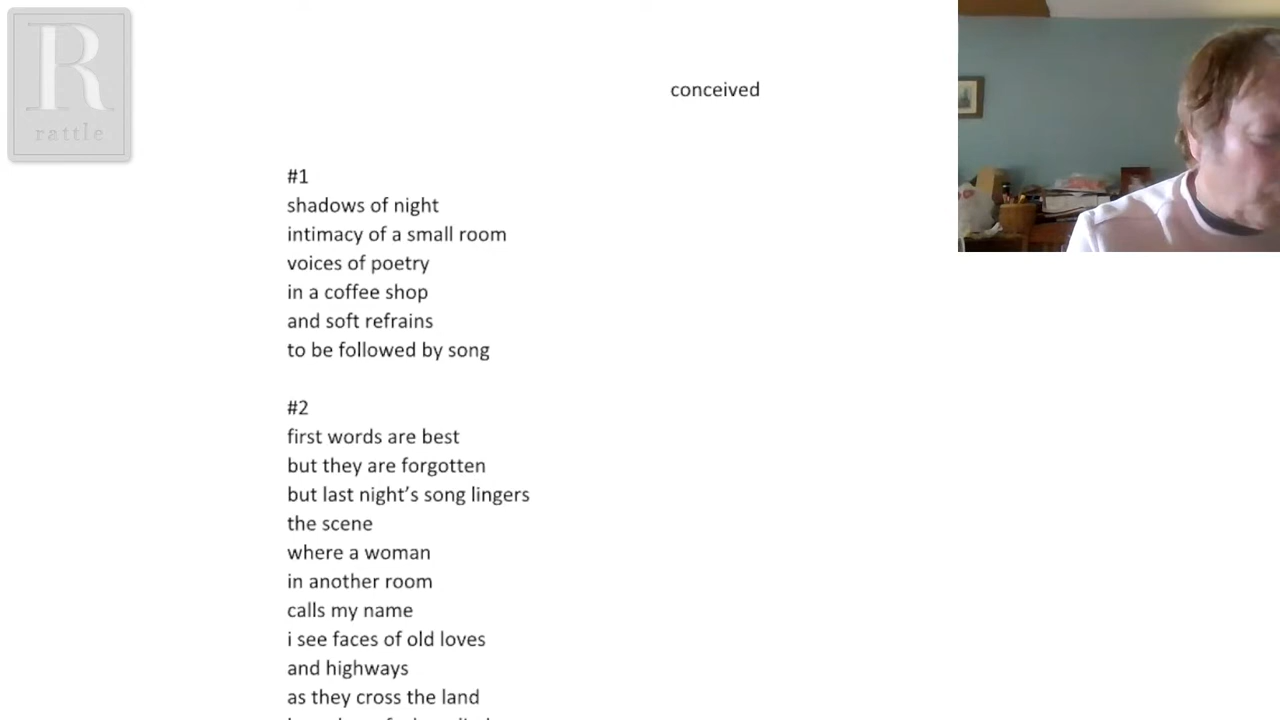 R
rattle
conceived
#1
shadows of night
intimacy of a small room
voices of poetry
in a coffee shop
and soft refrains
to be followed by song
#2
first words are best
but they are forgotten
but last night’s song lingers
the scene
where a woman
in another room
calls my name
i see faces of old loves
and highways
as they cross the land